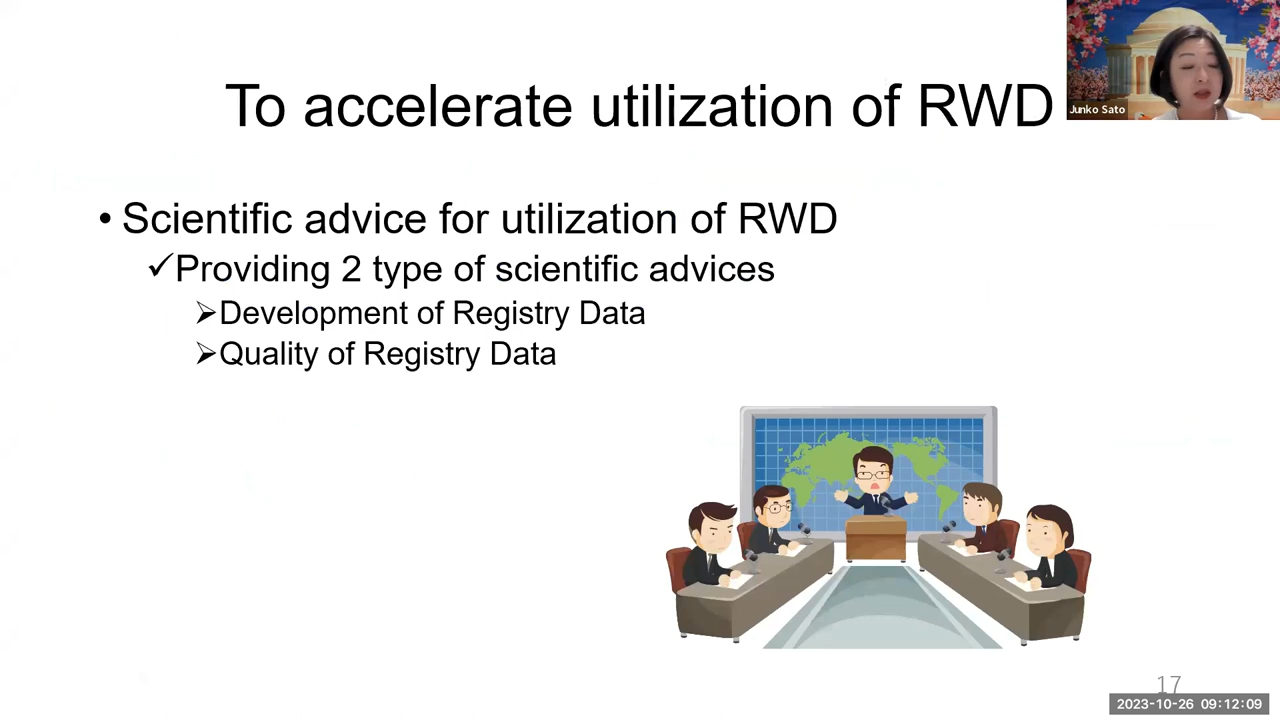 To accelerate utilization of RWD
Junko Sato
• Scientific advice for utilization of RWD
✓Providing 2 type of scientific advices
➢Development of Registry Data
➢Quality of Registry Data
17
2023-10-26 09:12:09